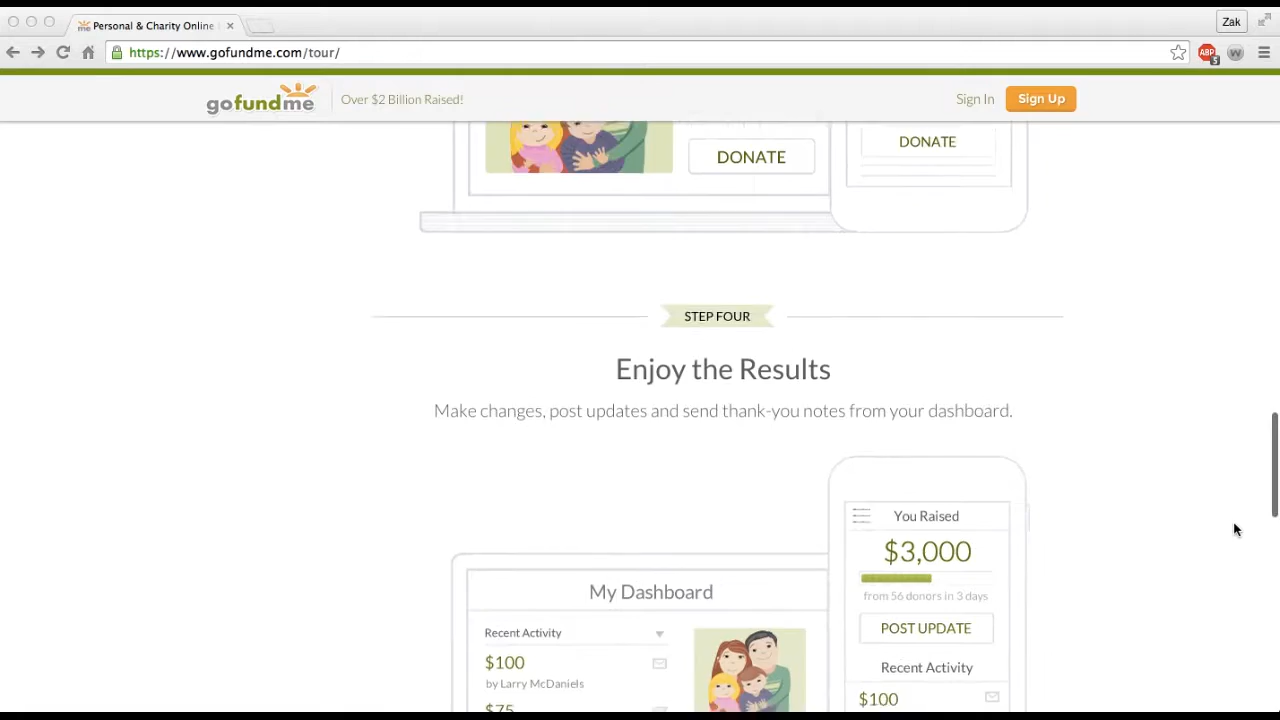 Personal & Charity Online
Zak
https://www.gofundme.com/tour/
ABP
5
W
gofundme
Over $2 Billion Raised!
Sign In
Sign Up
DONATE
DONATE
STEP FOUR
Enjoy the Results
Make changes, post updates and send thank-you notes from your dashboard.
You Raised
$3,000
from 56 donors in 3 days
POST UPDATE
Recent Activity
$100
My Dashboard
Recent Activity
$100
by Larry McDaniels
$75